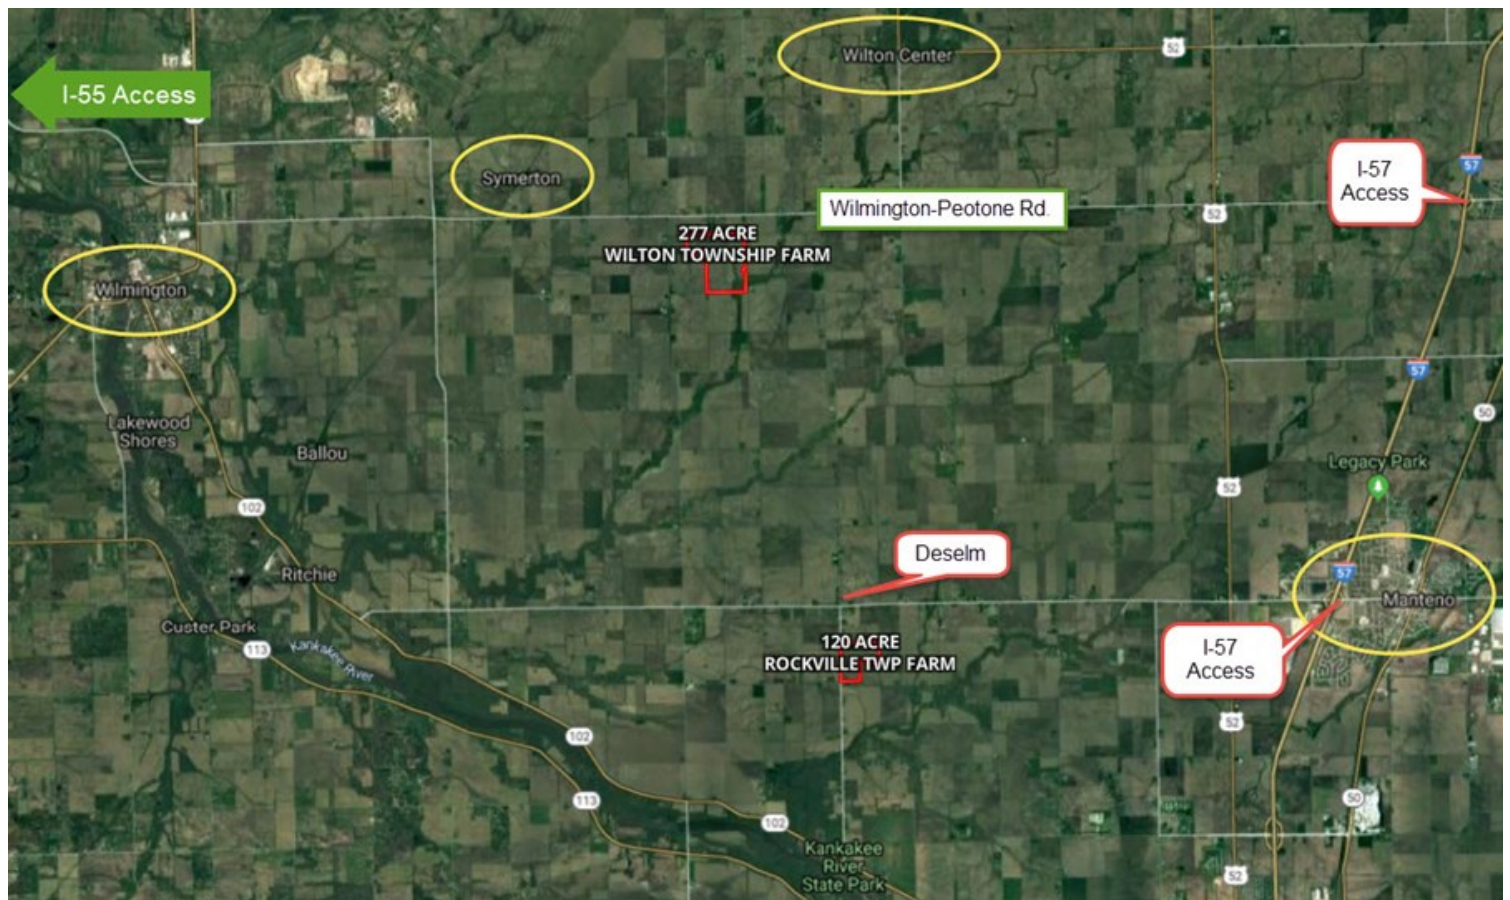 Wilton Center
52
I-55 Access
I-57
Access
57
Symerton
Wilmington-Peotone Rd.
52
277 ACRE
WILTON TOWNSHIP FARM
Wilmington
57
50
Lakewood
Shores
Ballou
Legacy Park
52
102
Deselm
57
Ritchie
Manteno
Custer Park
113
Kankakee River
120 ACRE
ROCKVILLE TWP FARM
I-57
Access
52
102
113
50
102
Kankakee
River
State Park
52